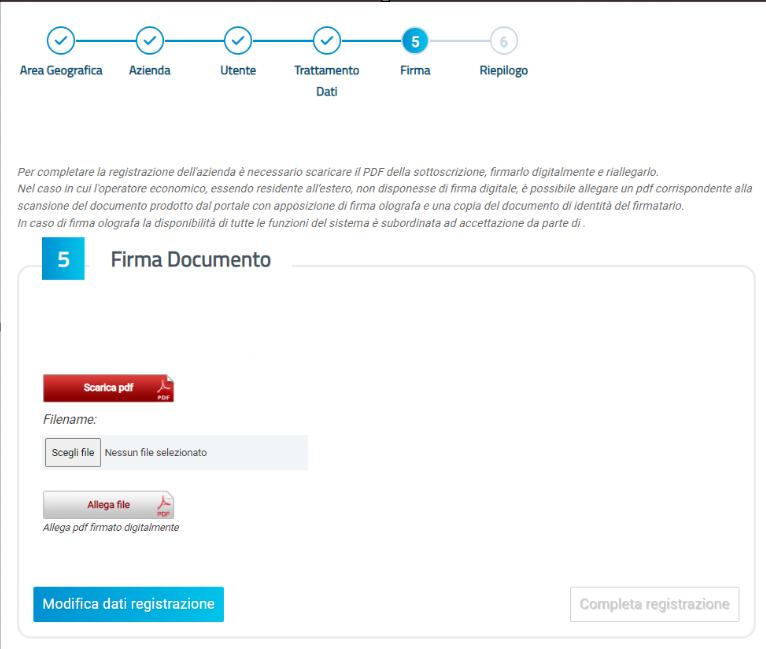 5
6
Area Geografica
Azienda
Utente
Trattamento
Dati
Firma
Riepilogo
Per completare la registrazione dell'azienda è necessario scaricare il PDF della sottoscrizione, firmarlo digitalmente e riallegarlo.
Nel caso in cui l'operatore economico, essendo residente all'estero, non disponesse di firma digitale, è possibile allegare un pdf corrispondente alla
scansione del documento prodotto dal portale con apposizione di firma olografa e una copia del documento di identità del firmatario.
In caso di firma olografa la disponibilità di tutte le funzioni del sistema è subordinata ad accettazione da parte di .
5 Firma Documento
Scarica pdf PDF
Filename:
Scegli file Nessun file selezionato
Allega file PDF
Allega pdf firmato digitalmente
Modifica dati registrazione
Completa registrazione